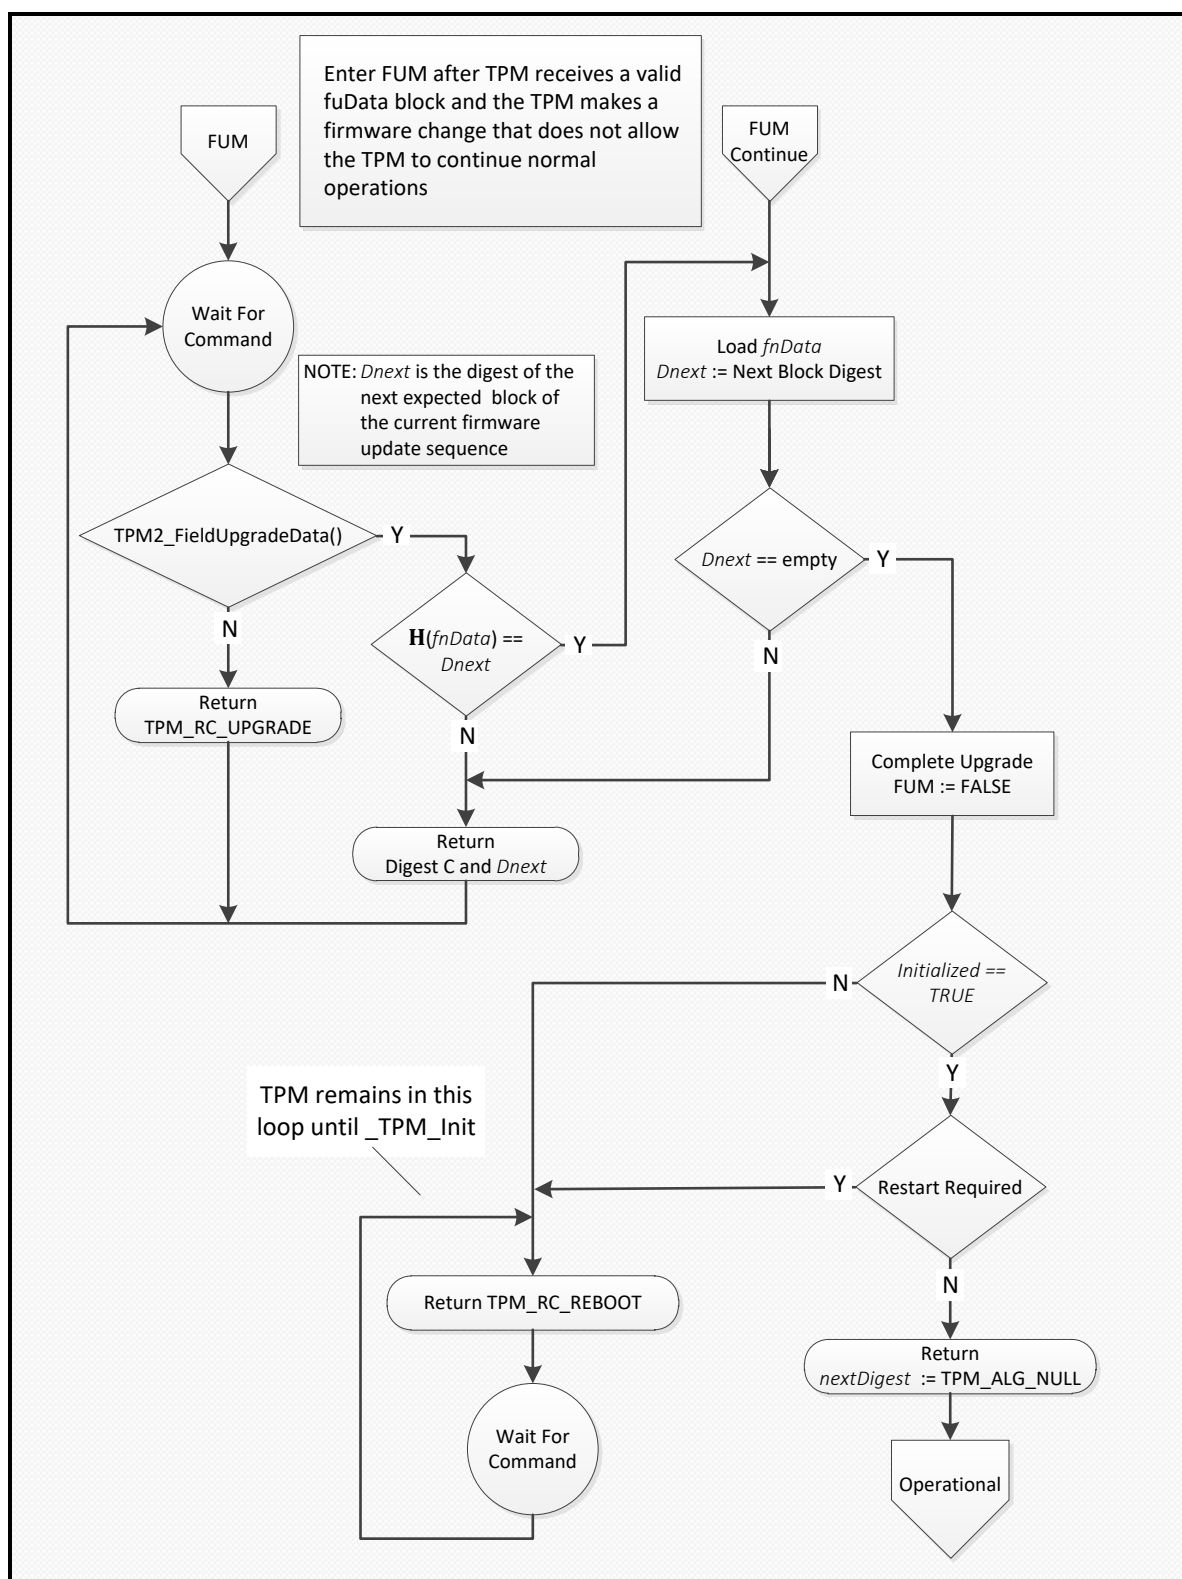 Enter FUM after TPM receives a valid
fuData block and the TPM makes a
firmware change that does not allow
the TPM to continue normal
operations
FUM
FUM
Continue
Wait For
Command
NOTE: Dnext is the digest of the
next expected block of
the current firmware
update sequence
Load fnData
Dnext := Next Block Digest
TPM2_FieldUpgradeData()
Y
N
Dnext == empty
Y
N
H(fnData) ==
Dnext
Y
N
Return
TPM_RC_UPGRADE
Complete Upgrade
FUM := FALSE
Return
Digest C and Dnext
Initialized ==
TRUE
N
Y
TPM remains in this
loop until _TPM_Init
Restart Required
Y
N
Return TPM_RC_REBOOT
Return
nextDigest := TPM_ALG_NULL
Wait For
Command
Operational